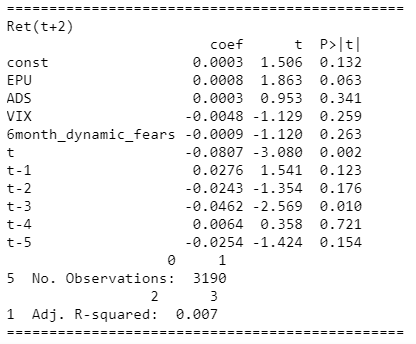 ==================================================
Ret(t+2)
coef t P>|t|
const 0.0003 1.506 0.132
EPU 0.0008 1.863 0.063
ADS 0.0003 0.953 0.341
VIX -0.0048 -1.129 0.259
6month_dynamic_fears -0.0009 -1.120 0.263
t -0.0807 -3.080 0.002
t-1 0.0276 1.541 0.123
t-2 -0.0243 -1.354 0.176
t-3 -0.0462 -2.569 0.010
t-4 0.0064 0.358 0.721
t-5 -0.0254 -1.424 0.154
0 1
5 No. Observations: 3190
2 3
1 Adj. R-squared: 0.007
==================================================